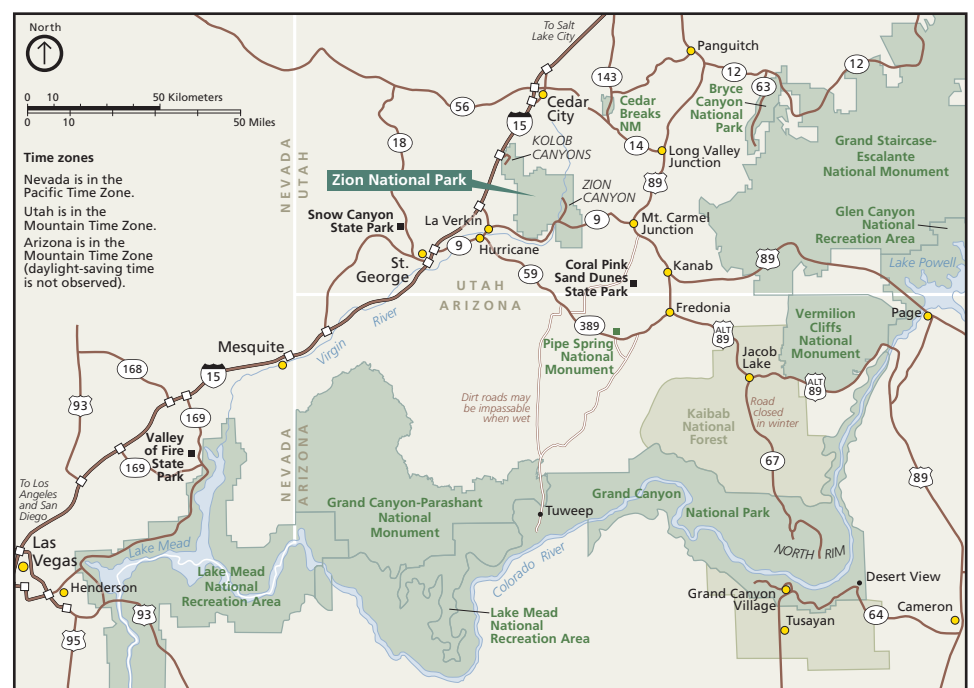 North
0 10 50 Kilometers
0 10 50 Miles
Time zones
Nevada is in the
Pacific Time Zone.
Utah is in the
Mountain Time Zone.
Arizona is in the
Mountain Time Zone
(daylight-saving time
is not observed).
To Salt
Lake City
Panguitch
12
12
63
143
56
Cedar
City
15
Cedar
Breaks
NM
Bryce
Canyon
National
Park
14
Long Valley
Junction
Grand Staircase-
Escalante
National Monument
18
NEVADA
UTAH
KOLOB
CANYONS
Zion National Park
ZION
CANYON
89
Glen Canyon
National
Recreation Area
Lake Powell
Snow Canyon
State Park
La Verkin
9
9
Hurricane
Mt. Carmel
Junction
St.
George
59
Coral Pink
Sand Dunes
State Park
Kanab
89
UTAH
ARIZONA
Fredonia
389
Pipe Spring
National
Monument
ALT
89
Vermilion
Cliffs
National
Monument
Page
Virgin
River
Mesquite
15
168
169
169
93
Valley
of Fire
State
Park
Jacob
Lake
ALT
89
Road
closed
in winter
Kaibab
National
Forest
67
Dirt roads may
be impassable
when wet
NEVADA
ARIZONA
89
To Los
Angeles
and San
Diego
Las
Vegas
Henderson
Lake Mead
Lake Mead
National
Recreation Area
93
95
Grand Canyon-Parashant
National
Monument
Tuweep
Grand Canyon
National Park
NORTH RIM
Colorado River
Lake Mead
National
Recreation Area
Desert View
Grand Canyon
Village
Tusayan
64
Cameron